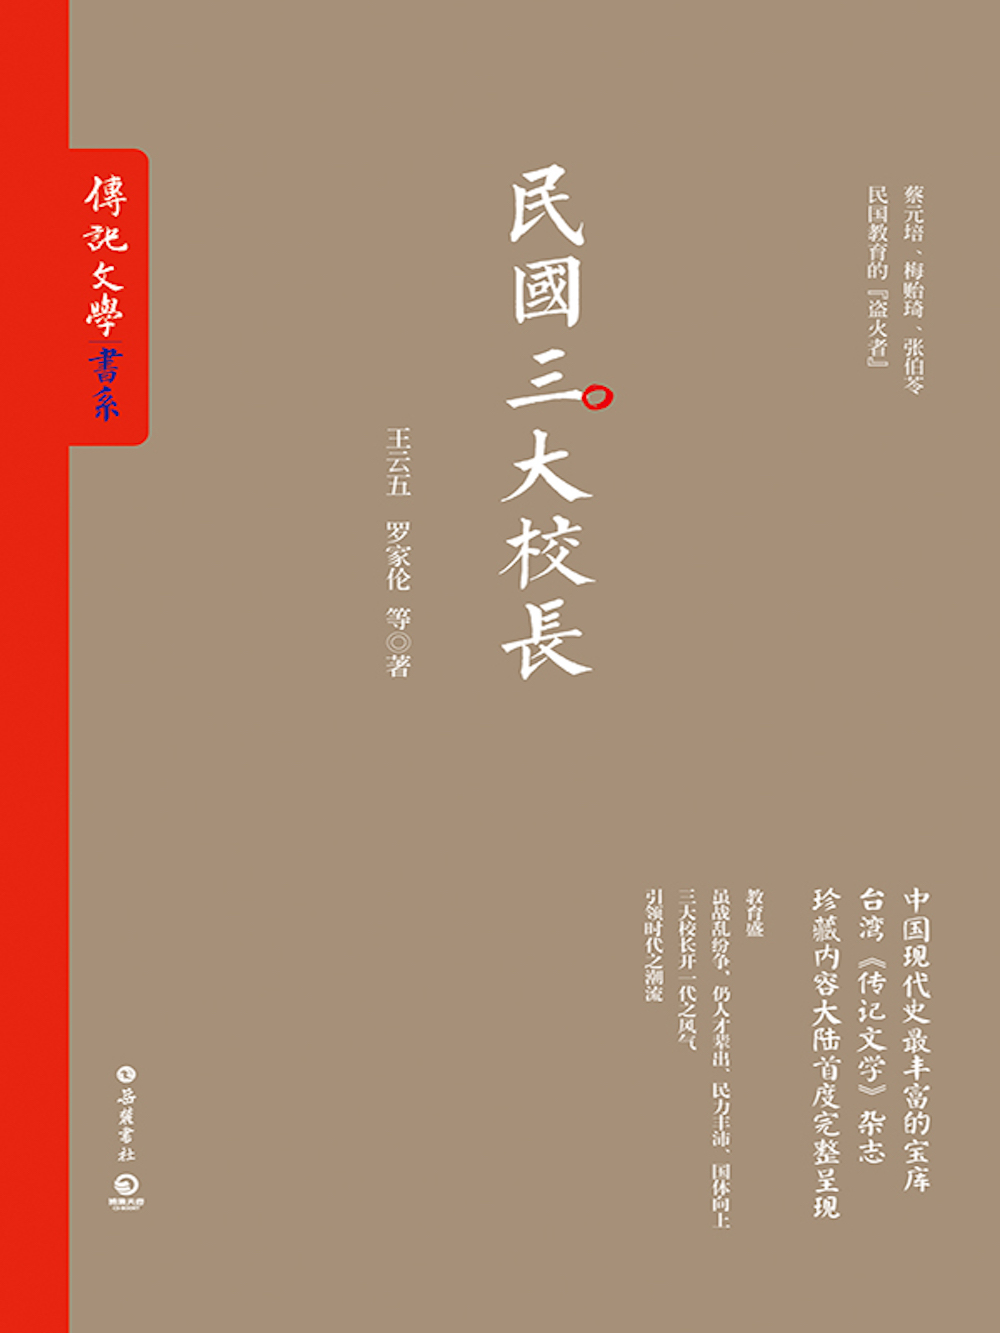 蔡元培、梅贻琦、张伯苓
民国教育的『盗火者』
民國三大校長
王云五 罗家伦 等◎著
傳記文學
書系
中国现代史最丰富的宝库
台湾《传记文学》杂志
珍藏内容大陆首度完整呈现
教育盛
虽战乱纷争，仍人才辈出、民力丰沛、国体向上
三大校长开一代之风气
引领时代之潮流
岳麓書社